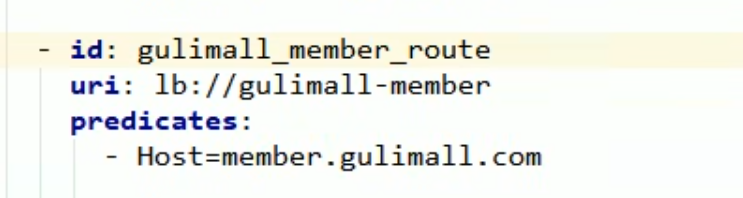 - id: gulimall_member_route
  uri: lb://gulimall-member
  predicates:
    - Host=member.gulimall.com